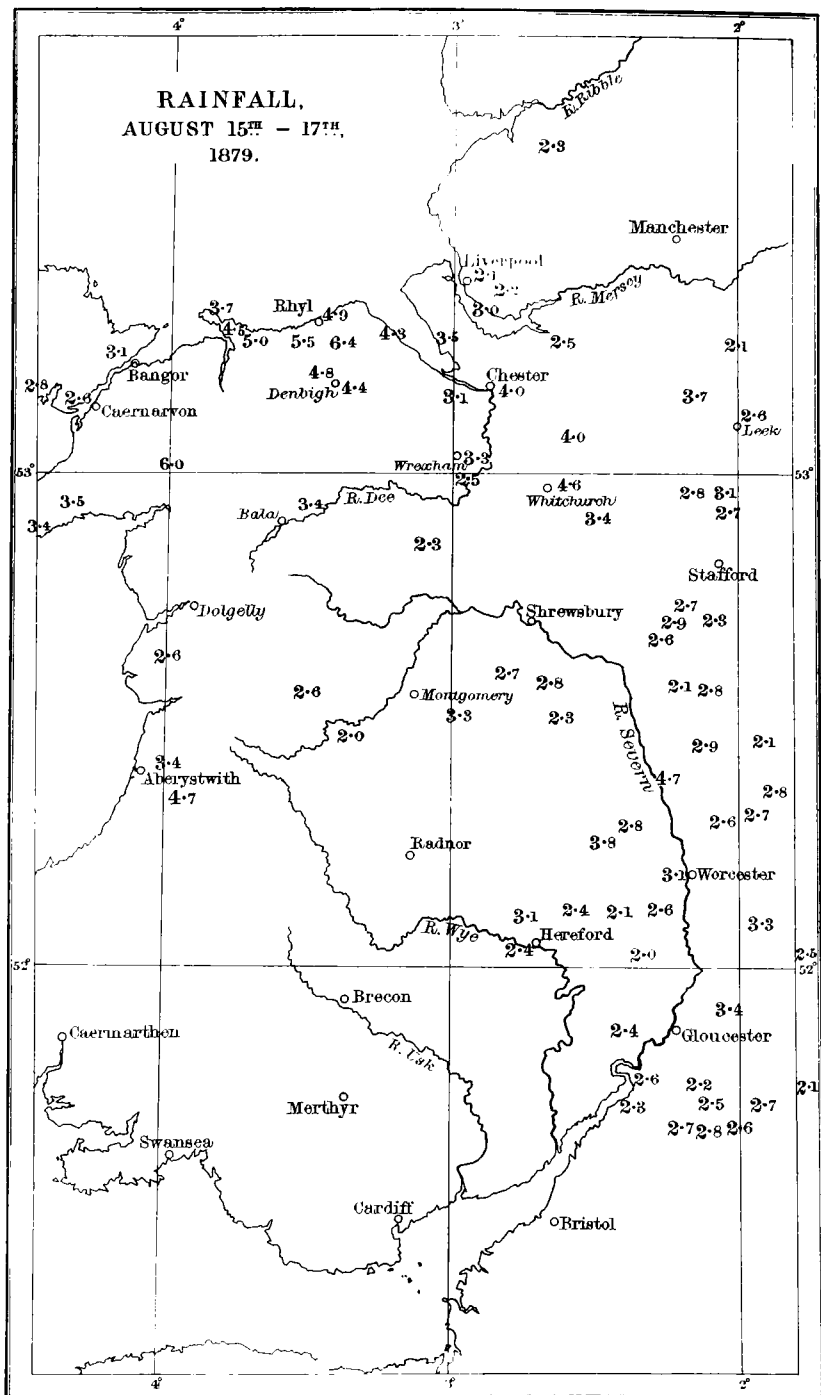 4° 3° 2°
RAINFALL,
AUGUST 15TH – 17TH,
1879.
R. Ribble
2·3
Manchester
Liverpool
2·1
2·2
R. Mersey
3·7 Rhyl 4·9 3·0
5·0 5·5 6·4 4·3 3·5 2·5 2·1
3·1
Bangor
4·8 Chester
2·8 Denbigh 4·4 4·0
2·6 3·1 3·7
Caernarvon 2·6
Leek
4·0
6·0 Wrexham 3·3
53° 53
2·5 4·6
3·5 3·4 R. Dee Whitchurch 2·8 3·1
3·4 Bala 3·4 2·7
2·3
Stafford
Dolgelly 2·7
Shrewsbury 2·9 2·3
2·6
2·6
2·7
2·6 Montgomery 2·8 2·1 2·8
3·3 2·3
2·0 R. Severn 2·9 2·1
3·4
Aberystwith 4·7
4·7 2·8
2·8 2·6 2·7
Radnor 3·8
3·1 Worcester
3·1 2·4 2·1 2·6
R. Wye 3·3
Hereford
2·4 2·0 2·5
52° 52°
Brecon
3·4
Caermarthen 2·4 Gloucester
R. Usk
2·6 2·2 2·1
Merthyr 2·3 2·5 2·7
2·7 2·8 2·6
Swansea
Cardiff
Bristol
4° 2°